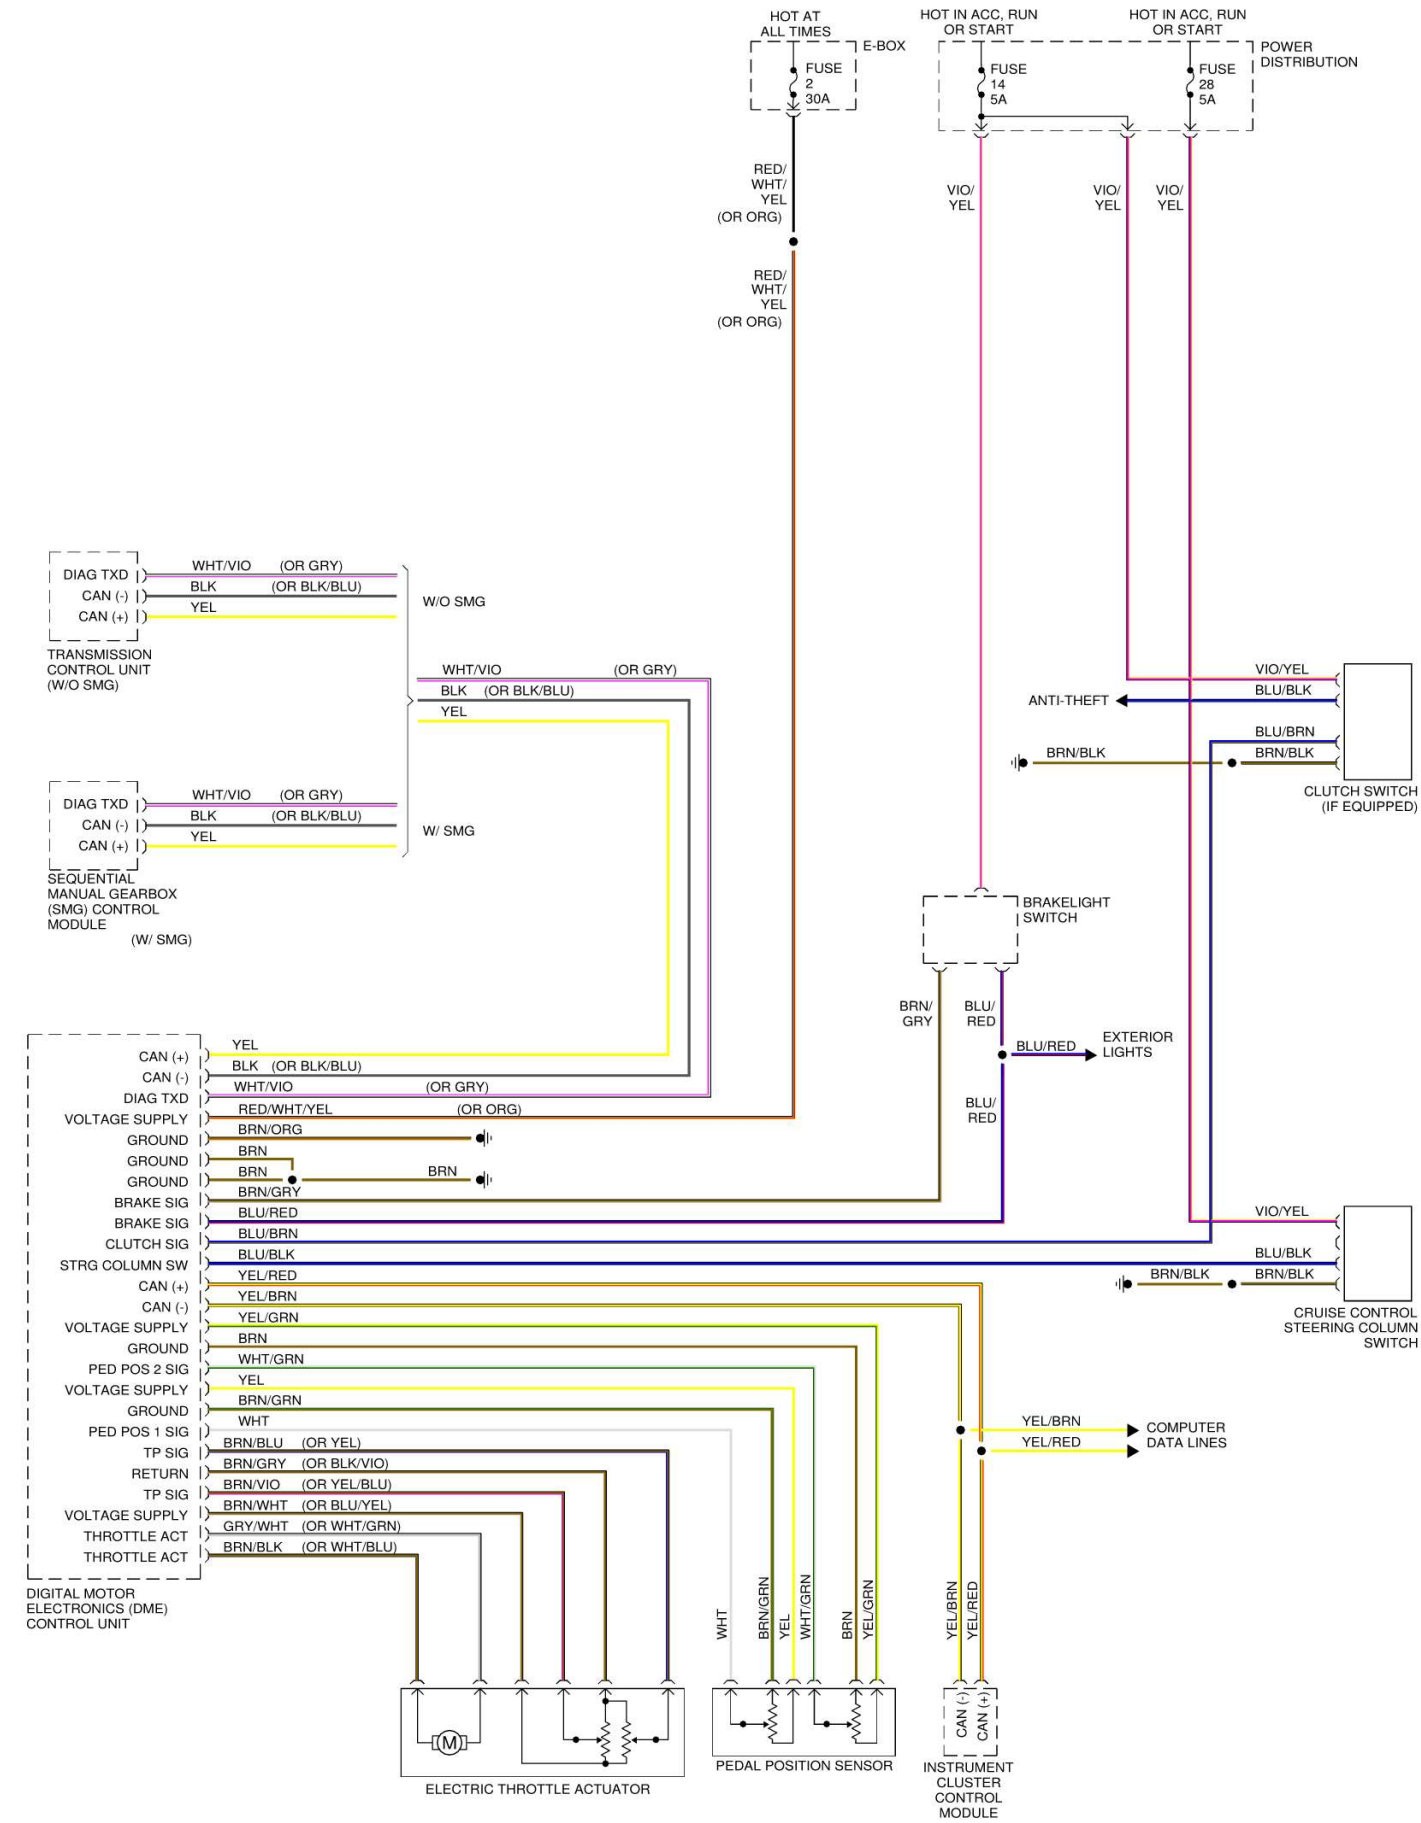 HOT AT
ALL TIMES
E-BOX
FUSE
2
30A
HOT IN ACC, RUN
OR START
HOT IN ACC, RUN
OR START
POWER
DISTRIBUTION
FUSE
14
5A
FUSE
28
5A
RED/
WHT/
YEL
(OR ORG)
VIO/
YEL
VIO/
YEL
VIO/
YEL
RED/
WHT/
YEL
(OR ORG)
DIAG TXD
WHT/VIO (OR GRY)
CAN (-)
BLK (OR BLK/BLU)
CAN (+)
YEL
W/O SMG
TRANSMISSION
CONTROL UNIT
(W/O SMG)
WHT/VIO (OR GRY)
BLK (OR BLK/BLU)
YEL
DIAG TXD
WHT/VIO (OR GRY)
CAN (-)
BLK (OR BLK/BLU)
CAN (+)
YEL
W/ SMG
SEQUENTIAL
MANUAL GEARBOX
(SMG) CONTROL
MODULE
(W/ SMG)
VIO/YEL
BLU/BLK
ANTI-THEFT
BLU/BRN
BRN/BLK
BRN/BLK
CLUTCH SWITCH
(IF EQUIPPED)
BRAKELIGHT
SWITCH
BRN/
GRY
BLU/
RED
BLU/RED
EXTERIOR
LIGHTS
BLU/
RED
CAN (+)
YEL
CAN (-)
BLK (OR BLK/BLU)
DIAG TXD
WHT/VIO (OR GRY)
VOLTAGE SUPPLY
RED/WHT/YEL (OR ORG)
GROUND
BRN/ORG
GROUND
BRN
GROUND
BRN BRN
BRAKE SIG
BRN/GRY
BRAKE SIG
BLU/RED
CLUTCH SIG
BLU/BRN
STRG COLUMN SW
BLU/BLK
CAN (+)
YEL/RED
CAN (-)
YEL/BRN
VOLTAGE SUPPLY
YEL/GRN
GROUND
BRN
PED POS 2 SIG
WHT/GRN
VOLTAGE SUPPLY
YEL
GROUND
BRN/GRN
PED POS 1 SIG
WHT
TP SIG
BRN/BLU (OR YEL)
RETURN
BRN/GRY (OR BLK/VIO)
TP SIG
BRN/VIO (OR YEL/BLU)
VOLTAGE SUPPLY
BRN/WHT (OR BLU/YEL)
THROTTLE ACT
GRY/WHT (OR WHT/GRN)
THROTTLE ACT
BRN/BLK (OR WHT/BLU)
DIGITAL MOTOR
ELECTRONICS (DME)
CONTROL UNIT
VIO/YEL
BLU/BLK
BRN/BLK
BRN/BLK
CRUISE CONTROL
STEERING COLUMN
SWITCH
YEL/BRN
YEL/RED
COMPUTER
DATA LINES
WHT
BRN/GRN
YEL
WHT/GRN
BRN
YEL/GRN
YEL/BRN
YEL/RED
M
ELECTRIC THROTTLE ACTUATOR
PEDAL POSITION SENSOR
CAN (-)
CAN (+)
INSTRUMENT
CLUSTER
CONTROL
MODULE